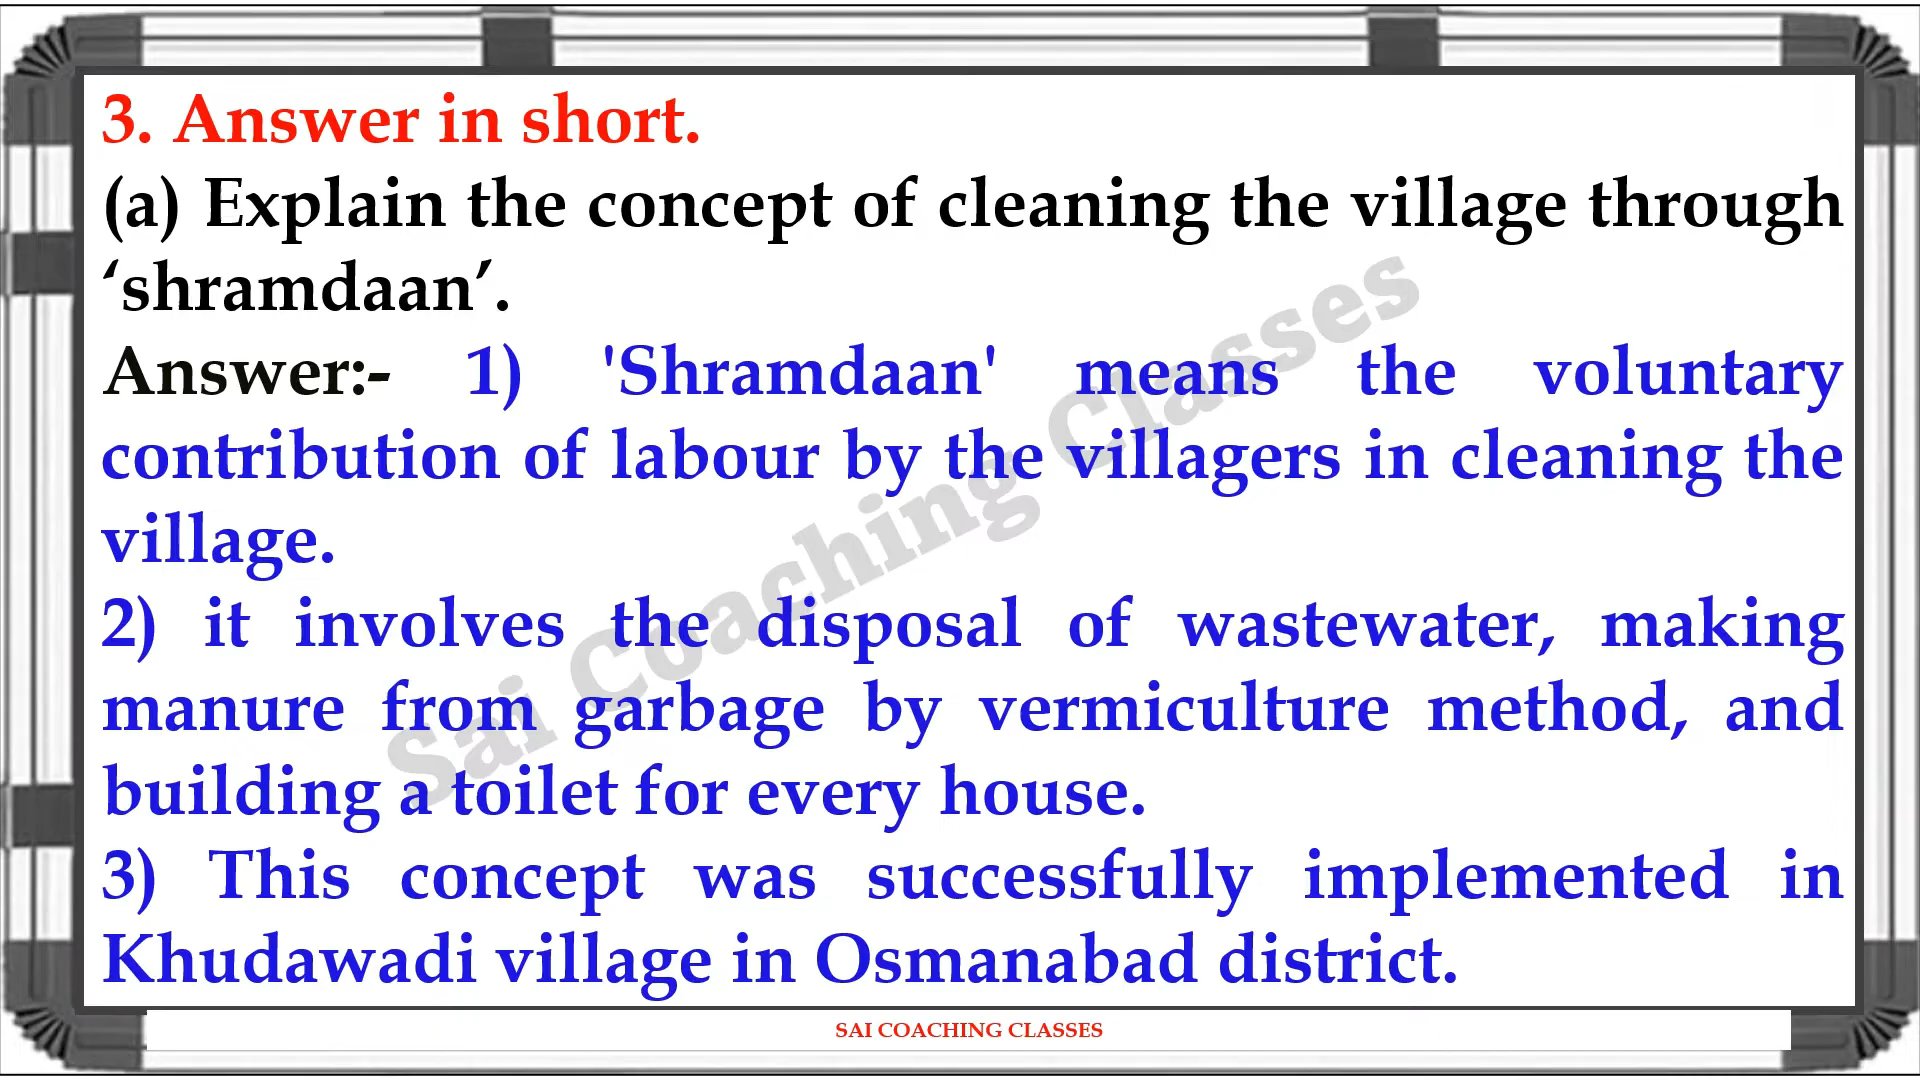 3. Answer in short.
(a) Explain the concept of cleaning the village through
‘shramdaan’.
Answer:- 1) 'Shramdaan' means the voluntary
contribution of labour by the villagers in cleaning the
village.
2) it involves the disposal of wastewater, making
manure from garbage by vermiculture method, and
building a toilet for every house.
3) This concept was successfully implemented in
Khudawadi village in Osmanabad district.
Sai Coaching Classes
SAI COACHING CLASSES